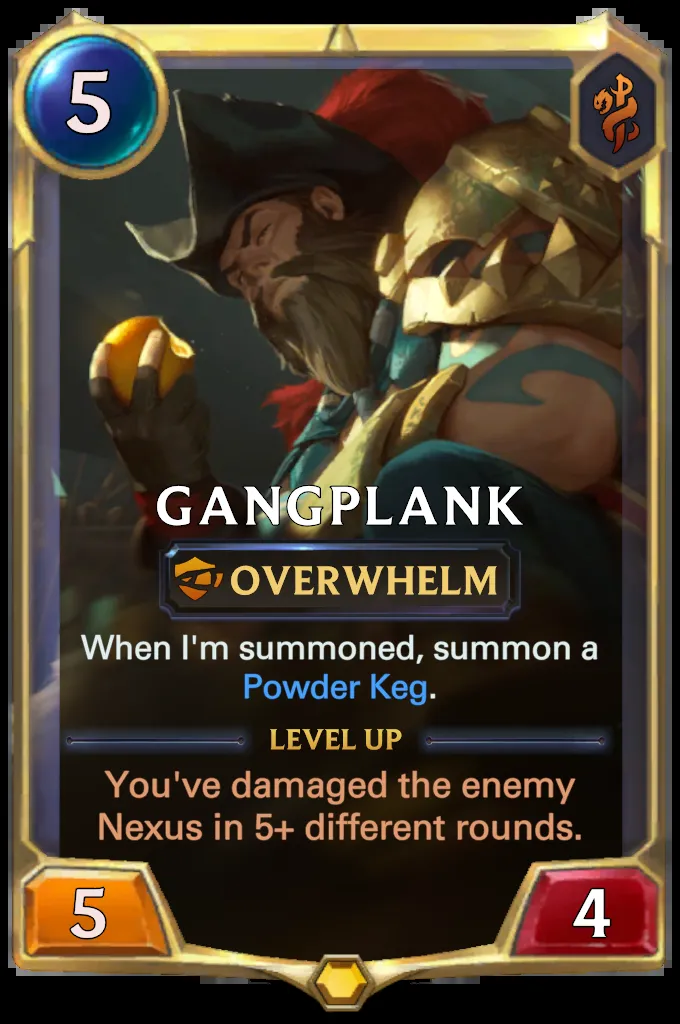 5
GANGPLANK
OVERWHELM
When I'm summoned, summon a
Powder Keg.
LEVEL UP
You've damaged the enemy
Nexus in 5+ different rounds.
5
4